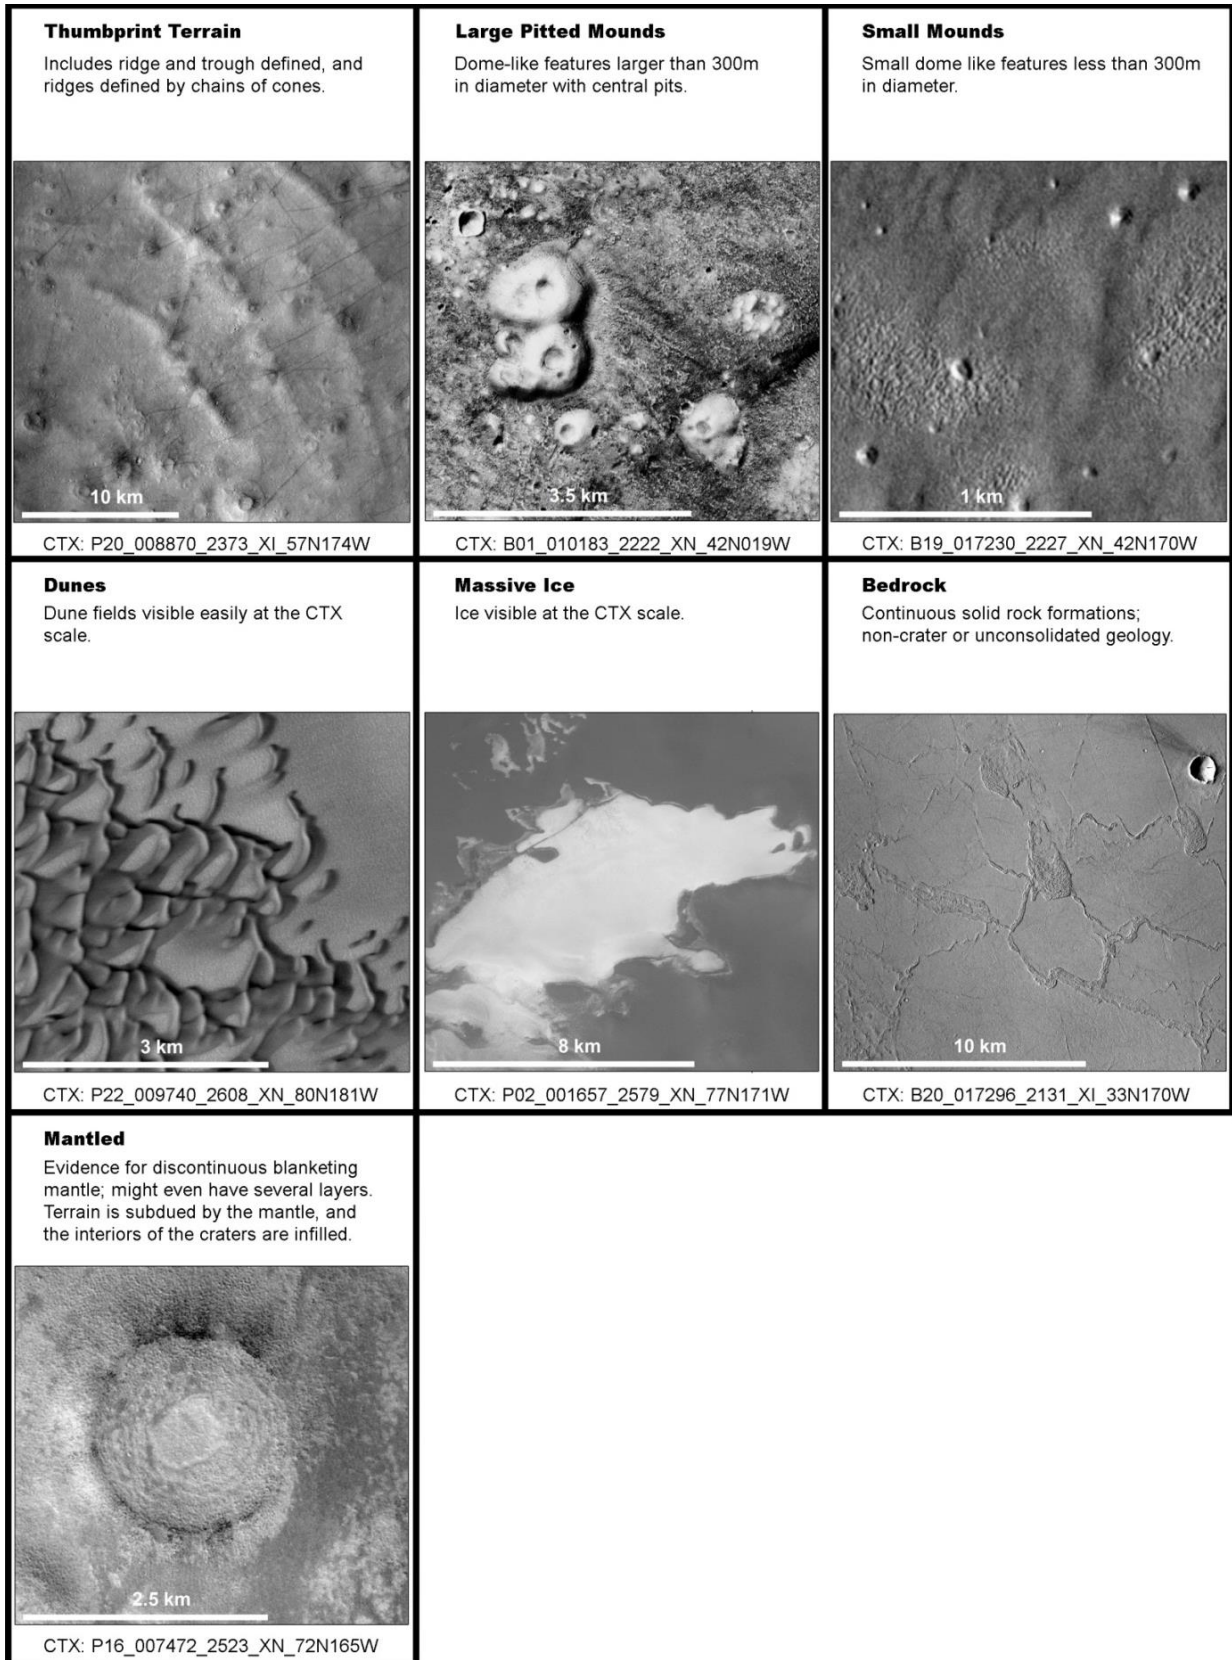 Thumbprint Terrain
Includes ridge and trough defined, and
ridges defined by chains of cones.
10 km
CTX: P20_008870_2373_XI_57N174W
Large Pitted Mounds
Dome-like features larger than 300m
in diameter with central pits.
3.5 km
CTX: B01_010183_2222_XN_42N019W
Small Mounds
Small dome like features less than 300m
in diameter.
1 km
CTX: B19_017230_2227_XN_42N170W
Dunes
Dune fields visible easily at the CTX
scale.
3 km
CTX: P22_009740_2608_XN_80N181W
Massive Ice
Ice visible at the CTX scale.
8 km
CTX: P02_001657_2579_XN_77N171W
Bedrock
Continuous solid rock formations;
non-crater or unconsolidated geology.
10 km
CTX: B20_017296_2131_XI_33N170W
Mantled
Evidence for discontinuous blanketing
mantle; might even have several layers.
Terrain is subdued by the mantle, and
the interiors of the craters are infilled.
2.5 km
CTX: P16_007472_2523_XN_72N165W